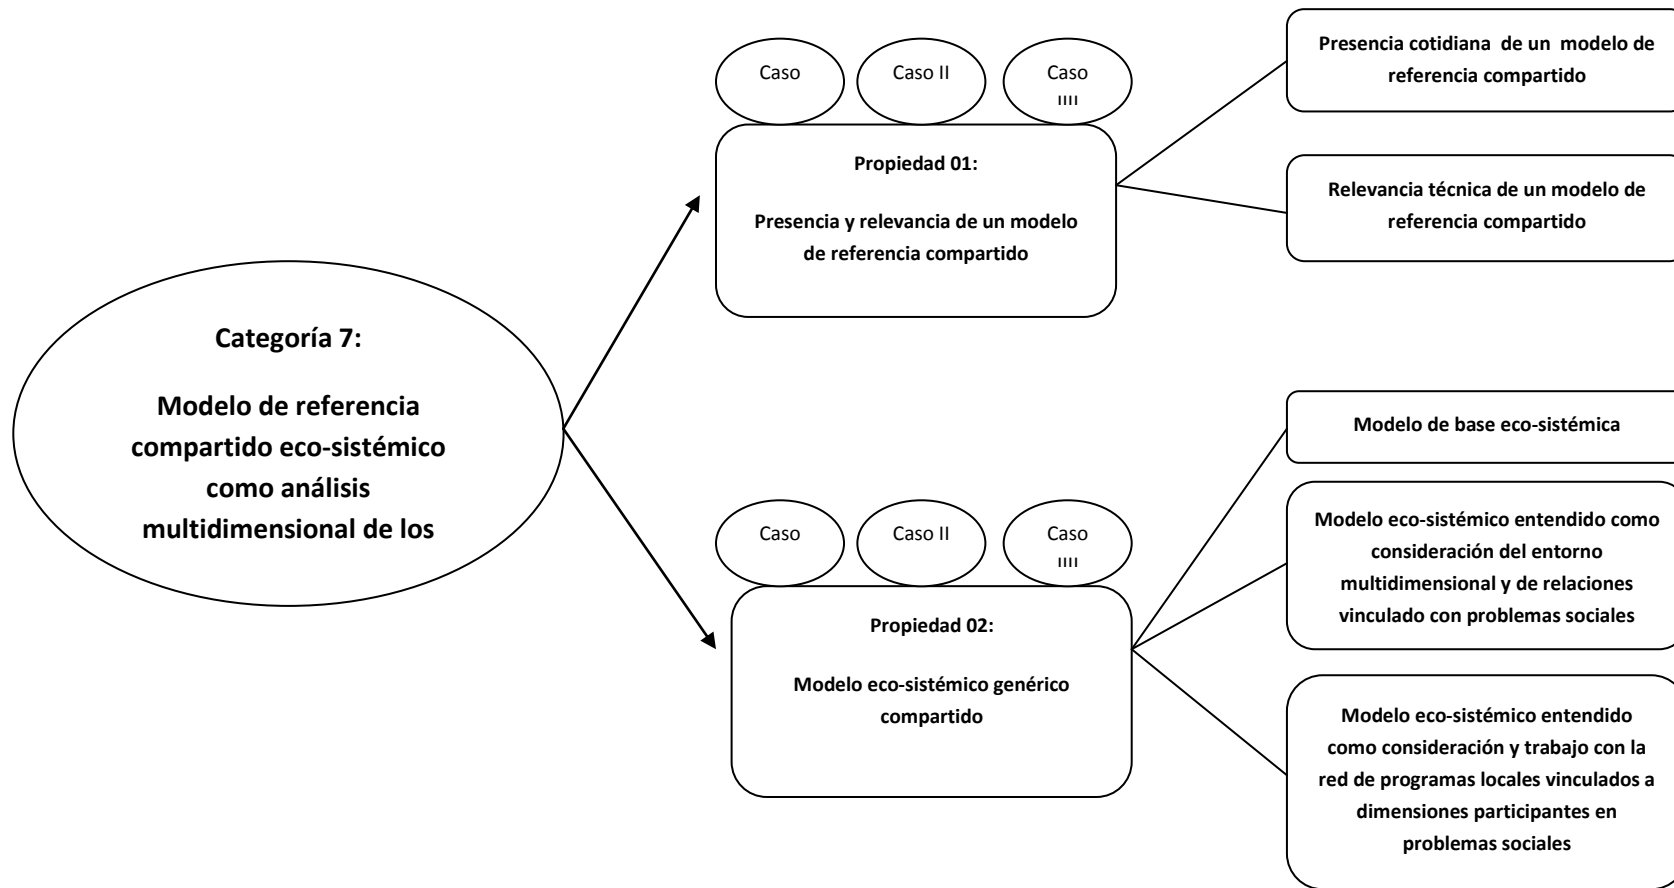 Categoría 7:
Modelo de referencia
compartido eco-sistémico
como análisis
multidimensional de los
Caso
Caso II
Caso
Propiedad 01:
Presencia y relevancia de un modelo
de referencia compartido
Presencia cotidiana de un modelo de
referencia compartido
Relevancia técnica de un modelo de
referencia compartido
Caso
Caso II
Caso
Propiedad 02:
Modelo eco-sistémico genérico
compartido
Modelo de base eco-sistémica
Modelo eco-sistémico entendido como
consideración del entorno
multidimensional y de relaciones
vinculado con problemas sociales
Modelo eco-sistémico entendido
como consideración y trabajo con la
red de programas locales vinculados a
dimensiones participantes en
problemas sociales